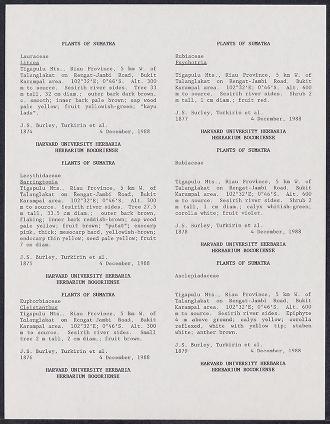 PLANTS OF SUMATRA
Lauraceae
Litsea
Tigapulu Mts., Riau Province, 5 km W. of
Talanglakat on Rengat-Jambi Road, Bukit
Karampal area. 102°32'E; 0°46'S. Alt. 300
m to source. Sesirih river sides. Tree 33
m tall, 32 cm diam.; outer bark dark brown,
smooth; inner bark pale brown; sap wood
pale yellow; fruit yellowish-green. "kayu
J.S. Burley, Tukirin et al.
1874 4 December, 1988
HARVARD UNIVERSITY HERBARIA
HERBARIUM BOGORIENSE
PLANTS OF SUMATRA
Lecythidaceae
Barringtonia
Tigapulu Mts., Riau Province, 5 km W. of
Talanglakat on Rengat-Jambi Road, Bukit
Karampal area. 102°32'E; 0°46'S. Alt. 300
m to source. Sesirih river sides. Tree 27.5
m tall, 33.5 cm diam.; outer bark brown,
flaking; inner bark reddish-brown; sap wood
pale yellow; fruit brown; "putat"; exocarp
pink, thick; mesocarp hard, yellowish-brown;
endocarp thin yellow; seed pale yellow; fruit
7 cm diam.
J.S. Burley, Tukirin et al.
1875 4 December, 1988
HARVARD UNIVERSITY HERBARIA
HERBARIUM BOGORIENSE
PLANTS OF SUMATRA
Euphorbiaceae
Cleistanthus
Tigapulu Mts., Riau Province, 5 km W. of
Talanglakat on Rengat-Jambi Road, Bukit
Karampal area. 102°32'E; 0°46'S. Alt. 300
m to source. Sesirih river sides. Small
tree 2 m tall, 2 cm diam.; fruit brown.
J.S. Burley, Tukirin et al.
1876 4 December, 1988
HARVARD UNIVERSITY HERBARIA
HERBARIUM BOGORIENSE
PLANTS OF SUMATRA
Rubiaceae
Psychotria
Tigapulu Mts., Riau Province, 5 km W. of
Talanglakat on Rengat-Jambi Road, Bukit
Karampal area. 102°32'E; 0°46'S, Alt. 600
m to source. Sesirih river sides. Shrub 2
m tall, 1 cm diam.; fruit red.
J.S. Burley, Tukirin et al.
1877 4 December, 1988
HARVARD UNIVERSITY HERBARIA
HERBARIUM BOGORIENSE
PLANTS OF SUMATRA
Rubiaceae
Tigapulu Mts., Riau Province, 5 km W. of
Talanglakat on Rengat-Jambi Road, Bukit
Karampal area. 102°32'E; 0°46'S, Alt. 600
m to source. Sesirih river sides. Shrub 2
m tall, 1 cm diam.; calyx whitish-green;
corolla white; fruit violet.
J.S. Burley, Tukirin et al.
1878 4 December, 1988
HARVARD UNIVERSITY HERBARIA
HERBARIUM BOGORIENSE
PLANTS OF SUMATRA
Asclepiadaceae
Tigapulu Mts., Riau Province, 5 km W. of
Talanglakat on Rengat-Jambi Road, Bukit
Karampal area. 102°32'E; 0°46'S, Alt. 600
m to source. Sesirih river sides. Epiphyte
4 m above ground; calyx yellow; corolla
reflexed, white with yellow tip; stamen
white; anther brown.
J.S. Burley, Tukirin et al.
1879 4 December, 1988
HARVARD UNIVERSITY HERBARIA
HERBARIUM BOGORIENSE